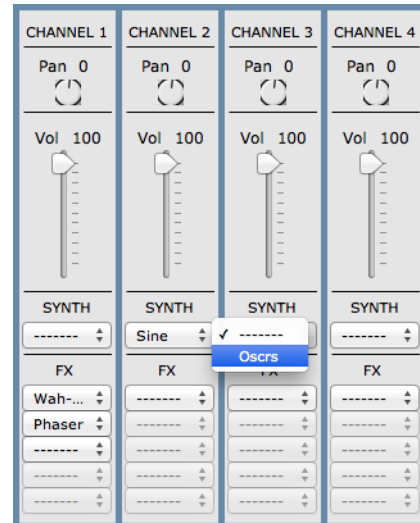 CHANNEL 1 CHANNEL 2 CHANNEL 3 CHANNEL 4
Pan 0 Pan 0 Pan 0 Pan 0
Vol 100 Vol 100 Vol 100 Vol 100
SYNTH SYNTH SYNTH SYNTH
------- Sine ✓ ------- -------
Oscrs
FX FX FX FX
Wah-... ------- ------- -------
Phaser ------- ------- -------
------- ------- ------- -------
------- ------- ------- -------
------- ------- ------- -------